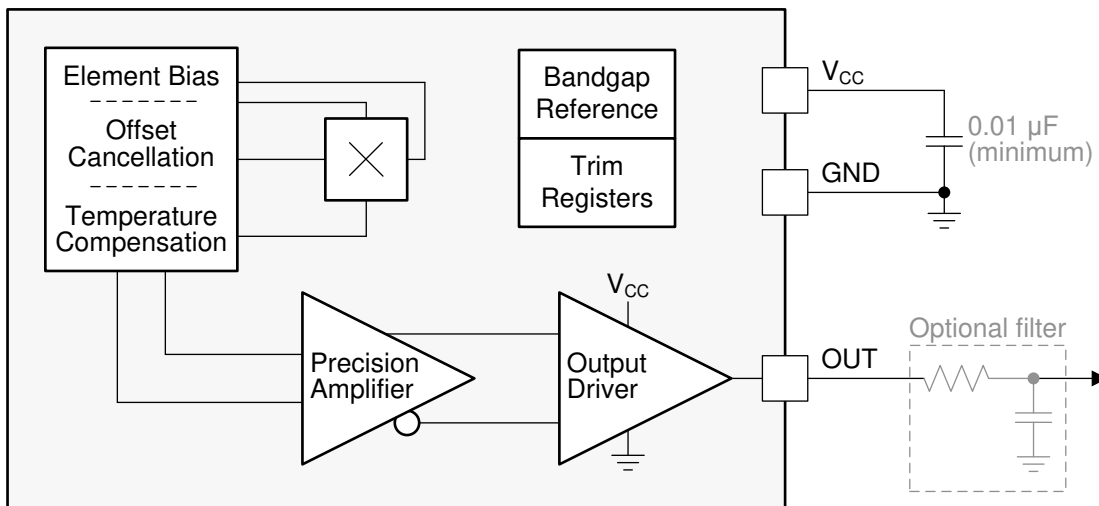 Element Bias
Offset
Cancellation
Temperature
Compensation
Bandgap
Reference
Trim
Registers
VCC
0.01 µF
(minimum)
GND
Precision
Amplifier
VCC
Output
Driver
OUT
Optional filter